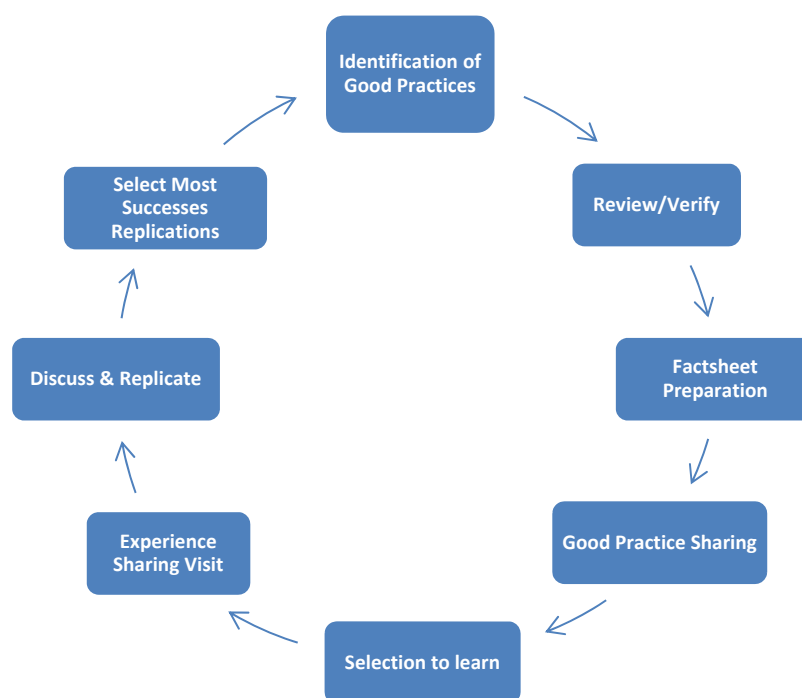 Identification of
Good Practices
Review/Verify
Factsheet
Preparation
Good Practice Sharing
Selection to learn
Experience
Sharing Visit
Discuss & Replicate
Select Most
Successes
Replications